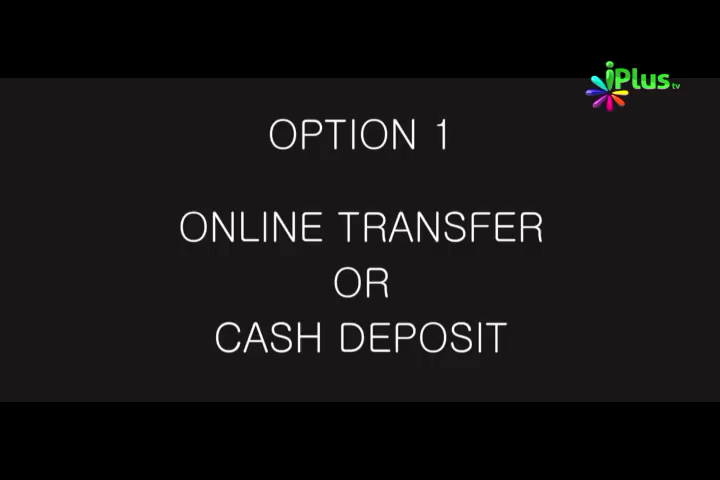 iPlus tv
OPTION 1
ONLINE TRANSFER
OR
CASH DEPOSIT